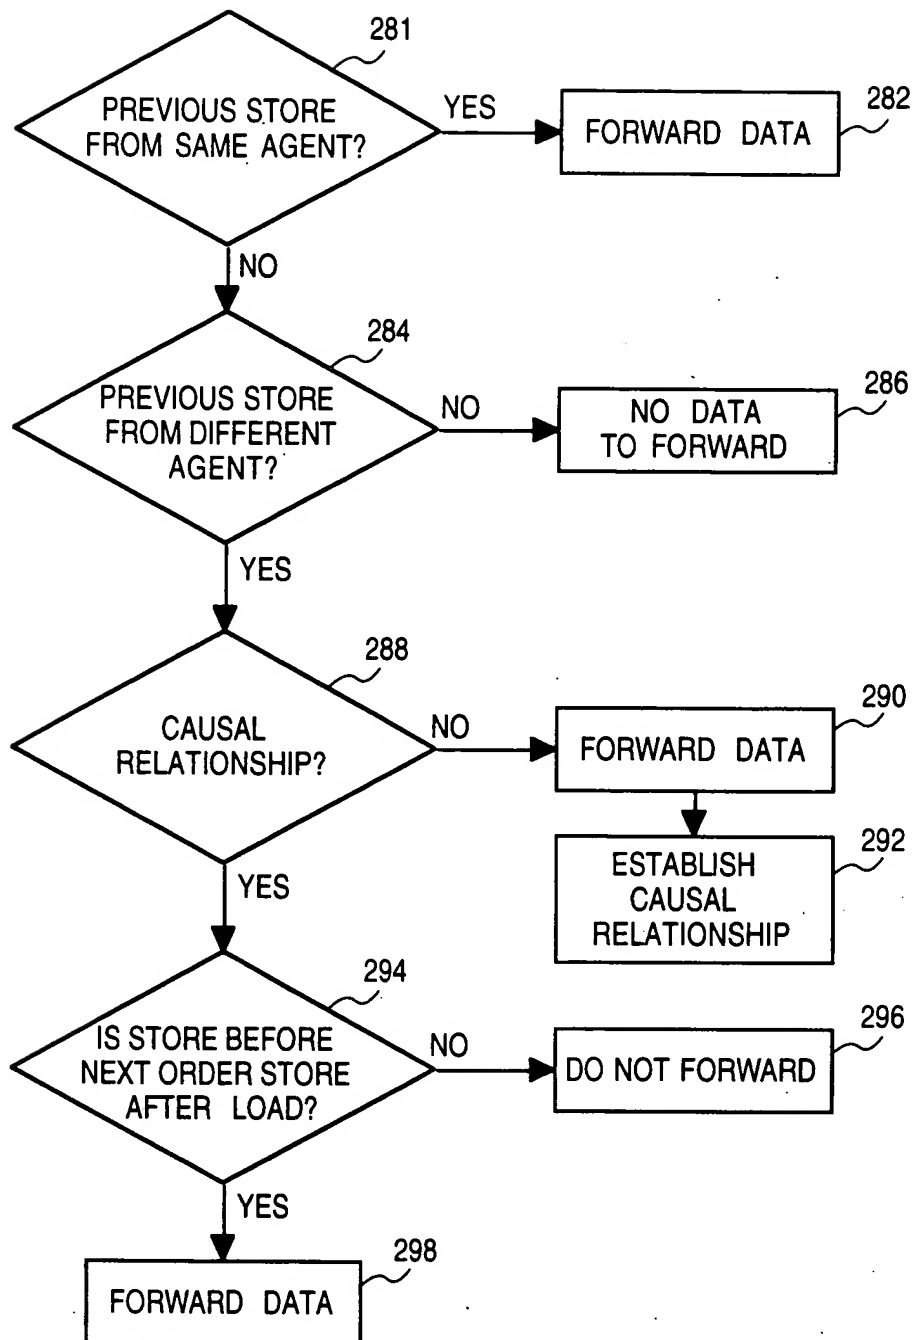 281
PREVIOUS STORE
FROM SAME AGENT?
YES
FORWARD DATA
282
NO
284
PREVIOUS STORE
FROM DIFFERENT
AGENT?
NO
NO DATA
TO FORWARD
286
YES
288
CAUSAL
RELATIONSHIP?
NO
FORWARD DATA
290
ESTABLISH
CAUSAL
RELATIONSHIP
292
YES
294
IS STORE BEFORE
NEXT ORDER STORE
AFTER LOAD?
NO
DO NOT FORWARD
296
YES
298
FORWARD DATA